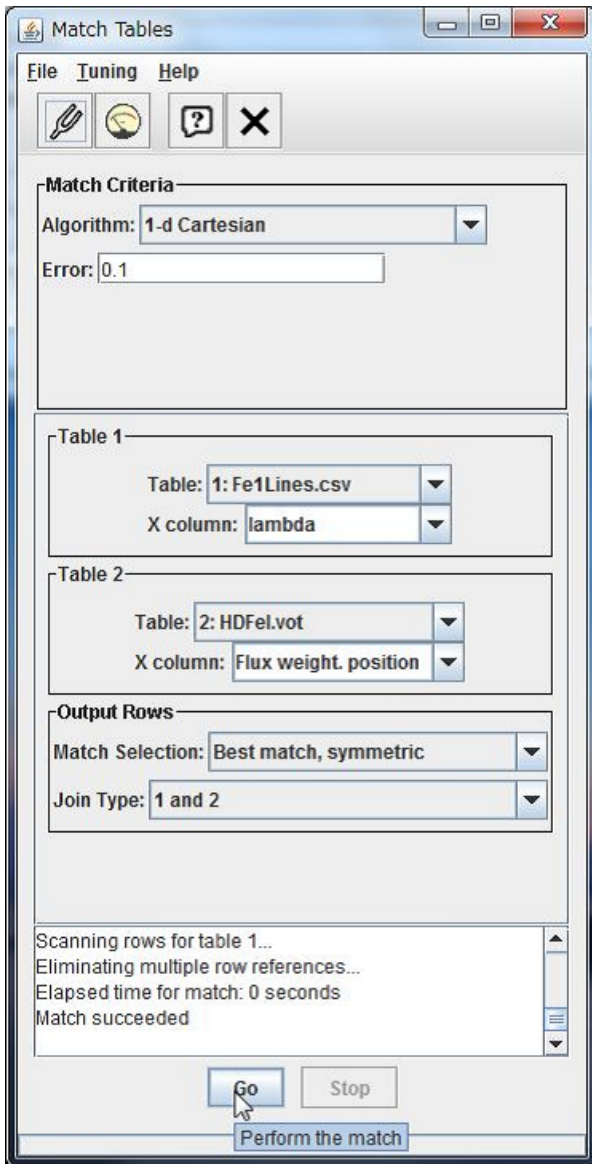 Match Tables
File Tuning Help
Match Criteria
Algorithm: 1-d Cartesian
Error: 0.1
Table 1
Table: 1: Fe1Lines.csv
X column: lambda
Table 2
Table: 2: HDFeI.vot
X column: Flux weight. position
Output Rows
Match Selection: Best match, symmetric
Join Type: 1 and 2
Scanning rows for table 1...
Eliminating multiple row references...
Elapsed time for match: 0 seconds
Match succeeded
Go Stop
Perform the match